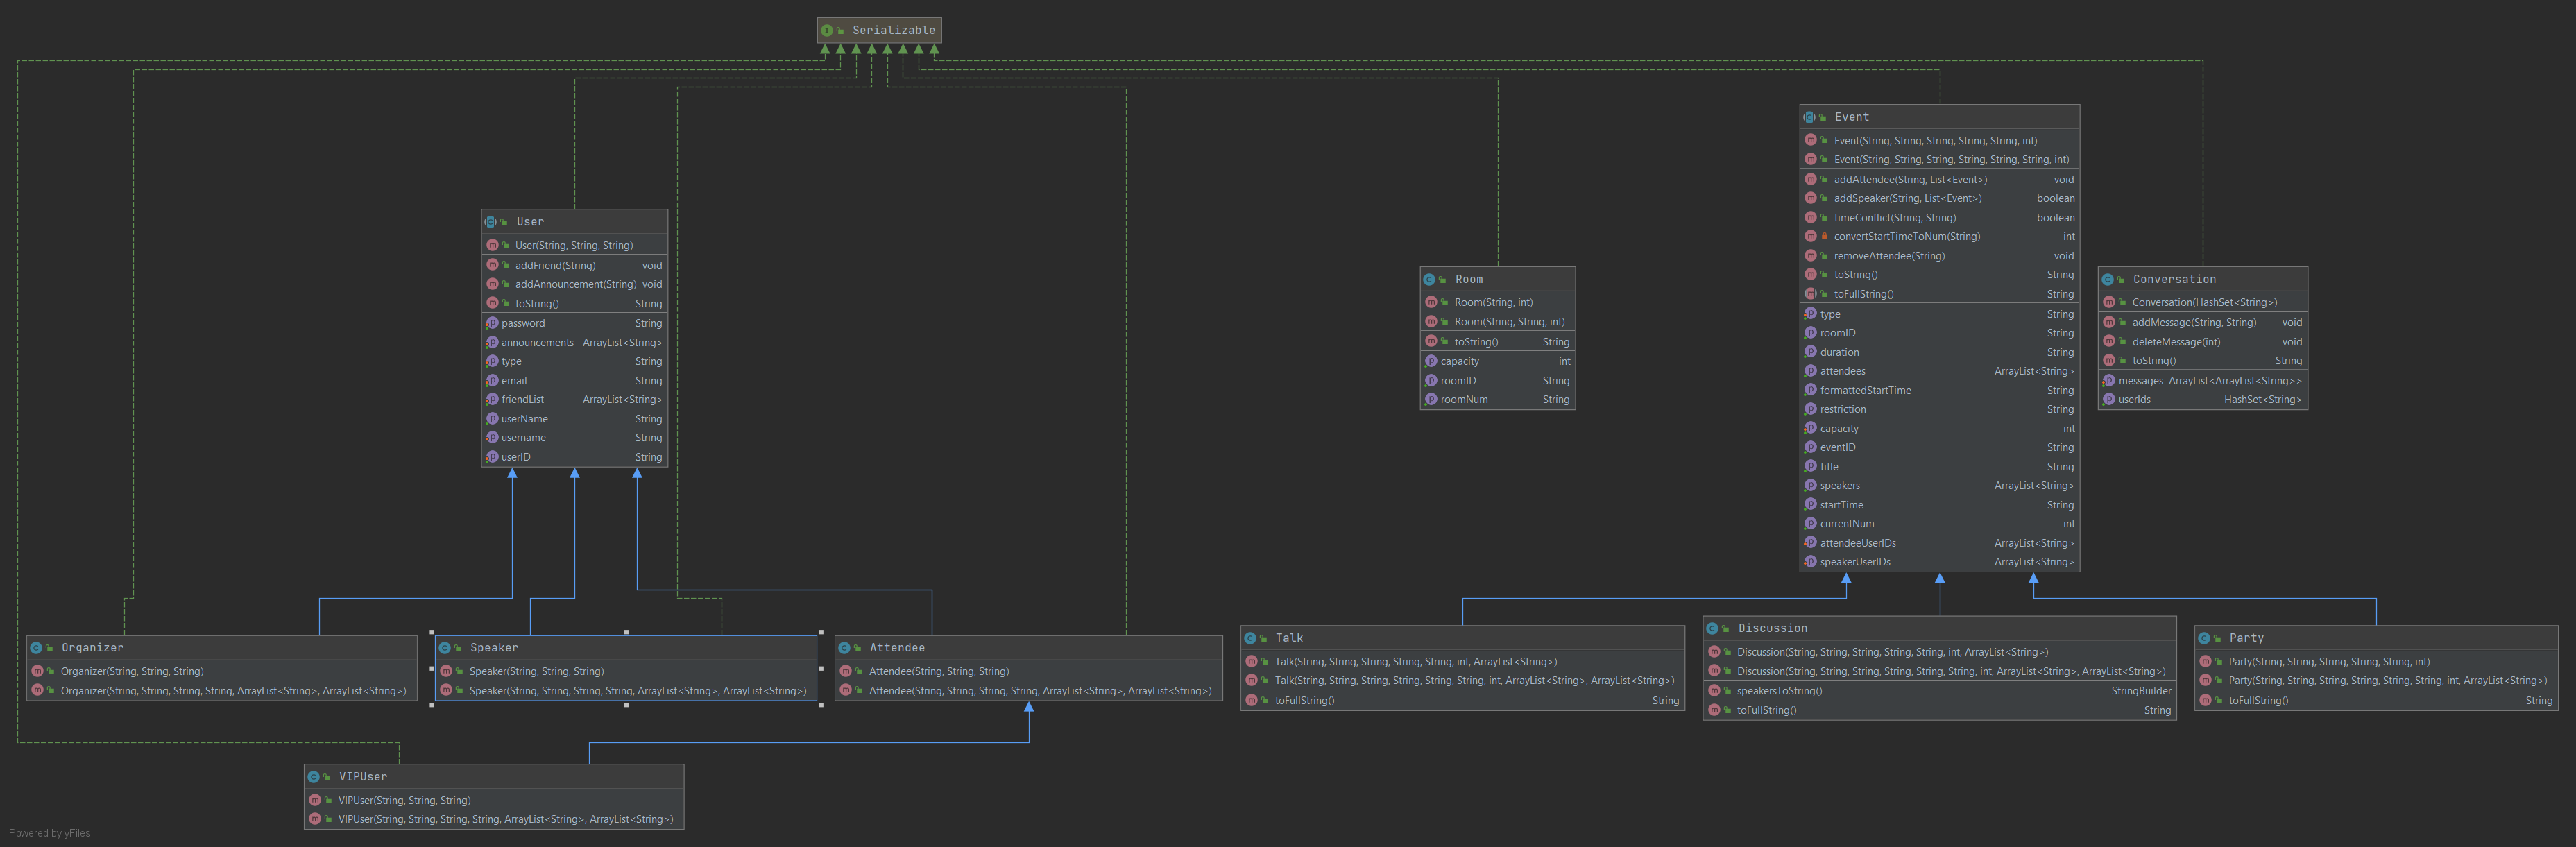 Serializable
User
User(String, String, String)
addFriend(String) void
addAnnouncement(String) void
toString() String
password String
announcements ArrayList<String>
type String
email String
friendList ArrayList<String>
userName String
username String
userID String
Room
Room(String, int)
Room(String, String, int)
toString() String
capacity int
roomID String
roomNum String
Event
Event(String, String, String, String, String, int)
Event(String, String, String, String, String, String, int)
addAttendee(String, List<Event>) void
addSpeaker(String, List<Event>) boolean
timeConflict(String, String) boolean
convertStartTimeToNum(String) int
removeAttendee(String) void
toString() String
toFullString() String
type String
roomID String
duration String
attendees ArrayList<String>
formattedStartTime String
restriction String
capacity int
eventID String
title String
speakers ArrayList<String>
startTime String
currentNum int
attendeeUserIDs ArrayList<String>
speakerUserIDs ArrayList<String>
Conversation
Conversation(HashSet<String>)
addMessage(String, String) void
deleteMessage(int) void
toString() String
messages ArrayList<ArrayList<String>>
userIds HashSet<String>
Organizer
Organizer(String, String, String)
Organizer(String, String, String, String, ArrayList<String>, ArrayList<String>)
Speaker
Speaker(String, String, String)
Speaker(String, String, String, String, ArrayList<String>, ArrayList<String>)
Attendee
Attendee(String, String, String)
Attendee(String, String, String, String, ArrayList<String>, ArrayList<String>)
Talk
Talk(String, String, String, String, String, int, ArrayList<String>)
Talk(String, String, String, String, String, String, int, ArrayList<String>, ArrayList<String>)
toFullString() String
Discussion
Discussion(String, String, String, String, String, int, ArrayList<String>)
Discussion(String, String, String, String, String, String, int, ArrayList<String>, ArrayList<String>)
speakersToString() StringBuilder
toFullString() String
Party
Party(String, String, String, String, String, int)
Party(String, String, String, String, String, String, int, ArrayList<String>)
toFullString() String
VIPUser
VIPUser(String, String, String)
VIPUser(String, String, String, String, ArrayList<String>, ArrayList<String>)
Powered by yFiles